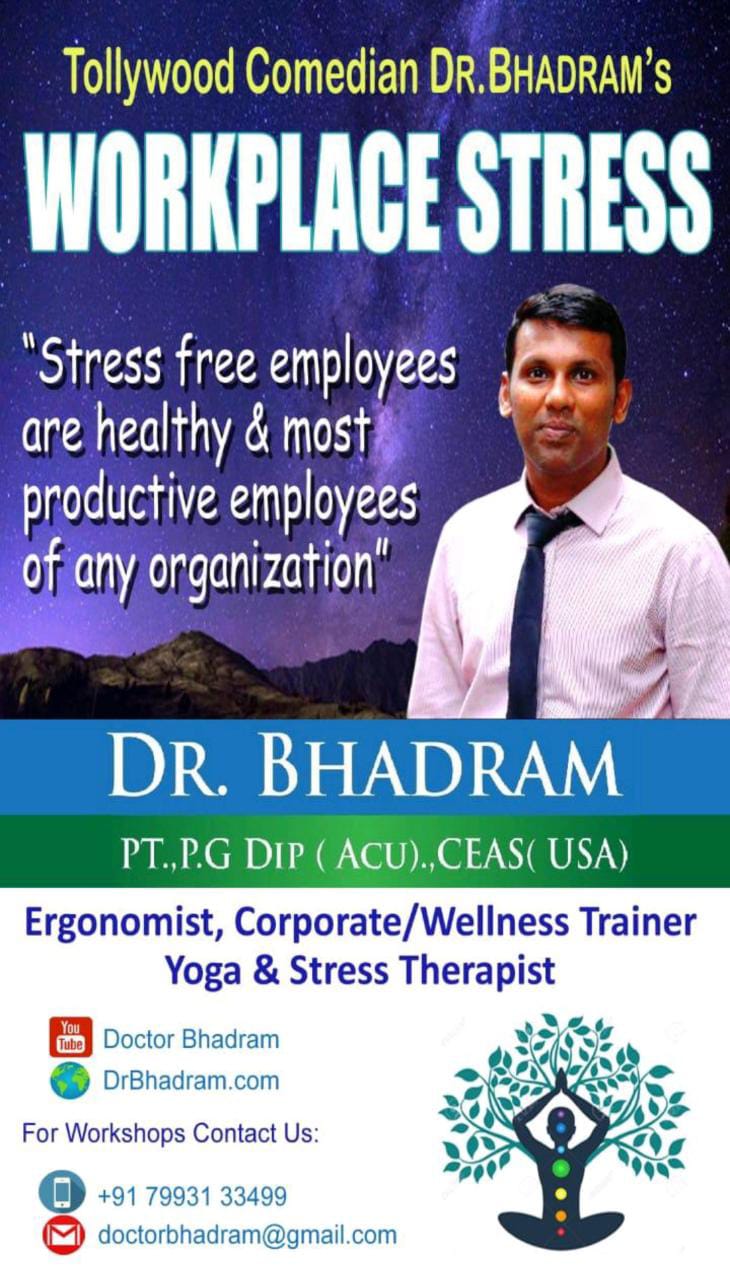 Tollywood Comedian DR.BHADRAM's
WORKPLACE STRESS
"Stress free employees
are healthy & most
productive employees
of any organization"
DR. BHADRAM
PT.,P.G DIP ( ACU).,CEAS( USA)
Ergonomist, Corporate/Wellness Trainer
Yoga & Stress Therapist
You
Tube
Doctor Bhadram
DrBhadram.com
For Workshops Contact Us:
+91 79931 33499
doctorbhadram@gmail.com